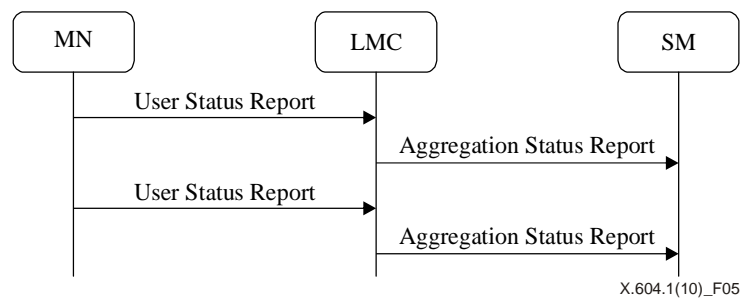 MN LMC SM
User Status Report
Aggregation Status Report
User Status Report
Aggregation Status Report
X.604.1(10)_F05